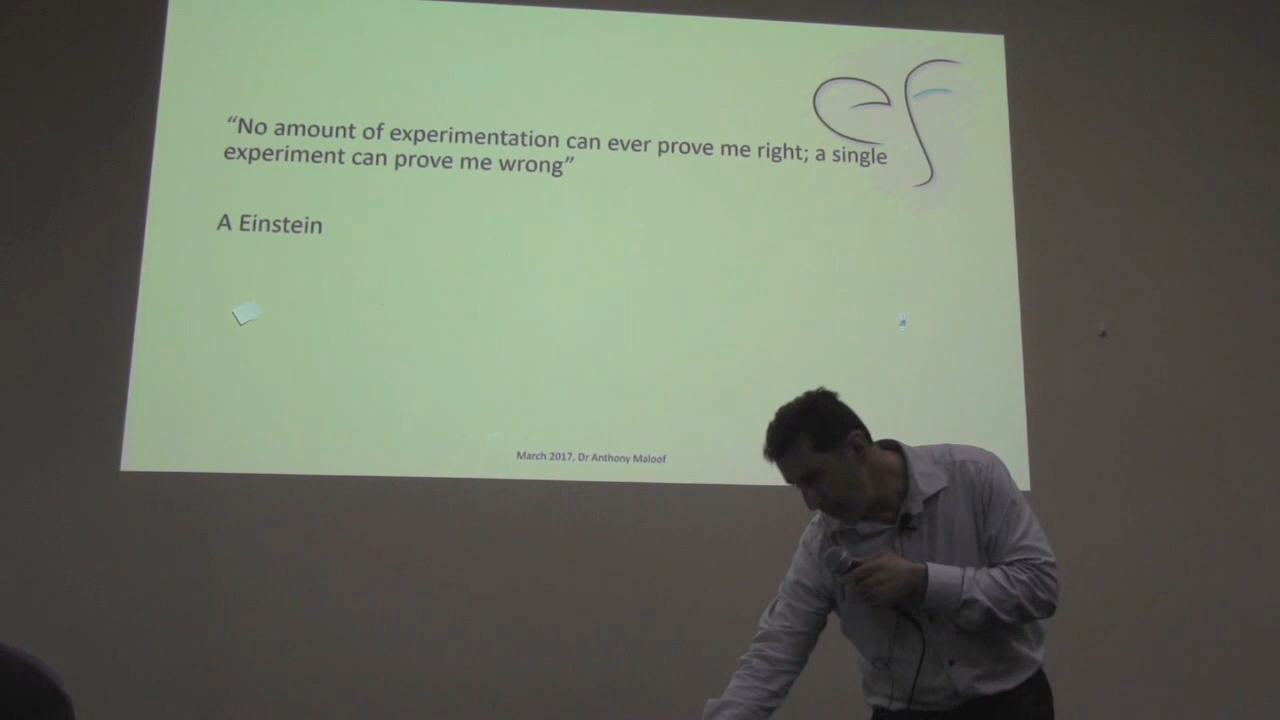 ef
“No amount of experimentation can ever prove me right; a single
experiment can prove me wrong”
A Einstein
March 2017, Dr Anthony Maloof